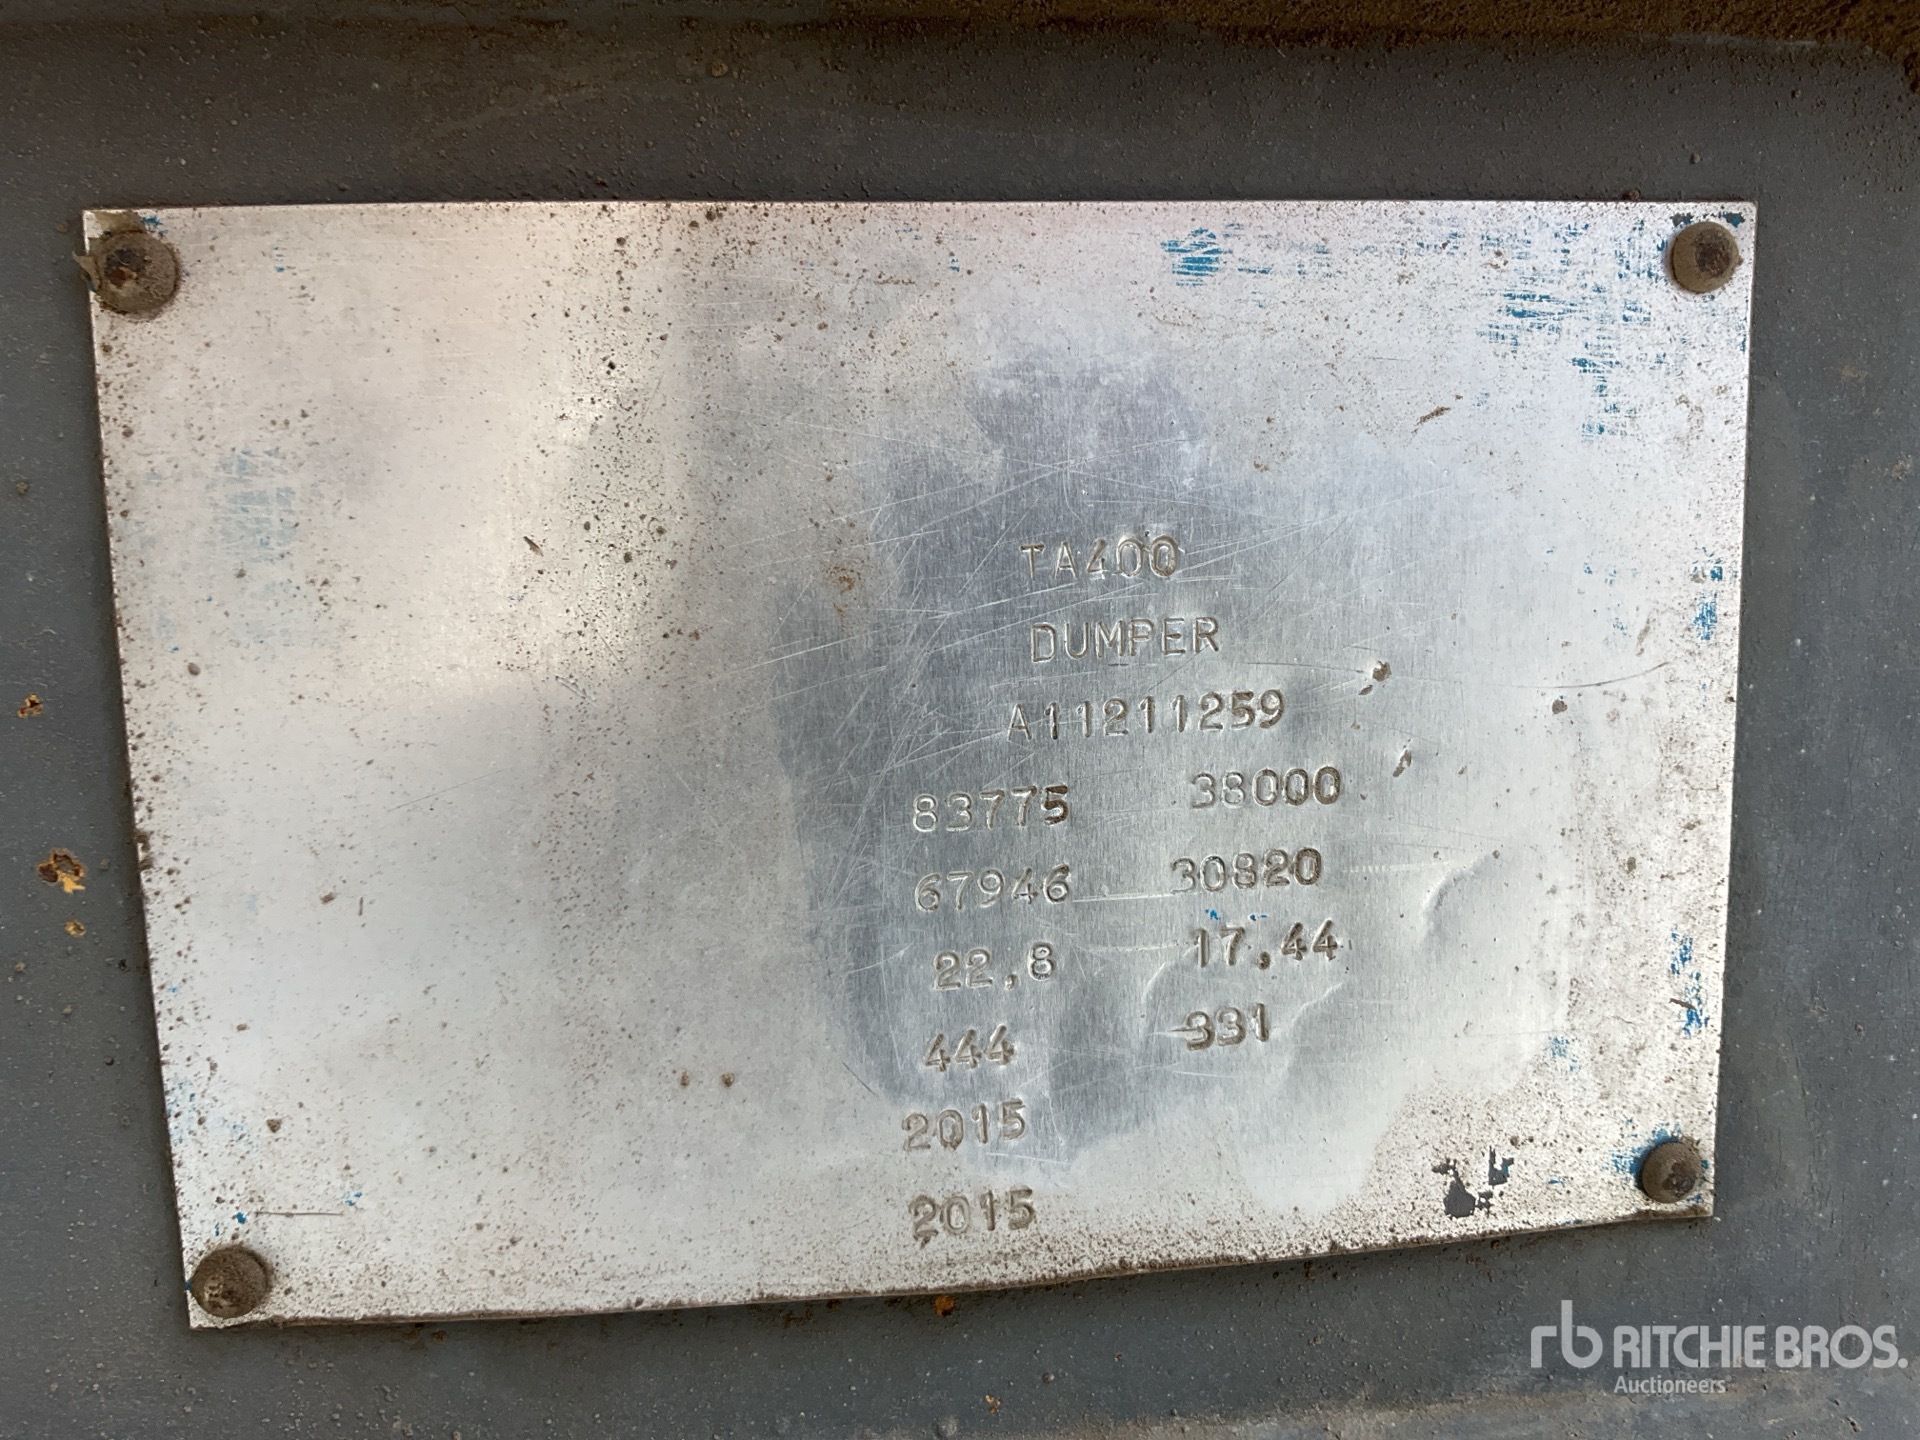 TA400
DUMPER
A11211259
83775 38000
67946 30820
22,8 17,44
444 331
2015
2015
rb RITCHIE BROS.
Auctioneers